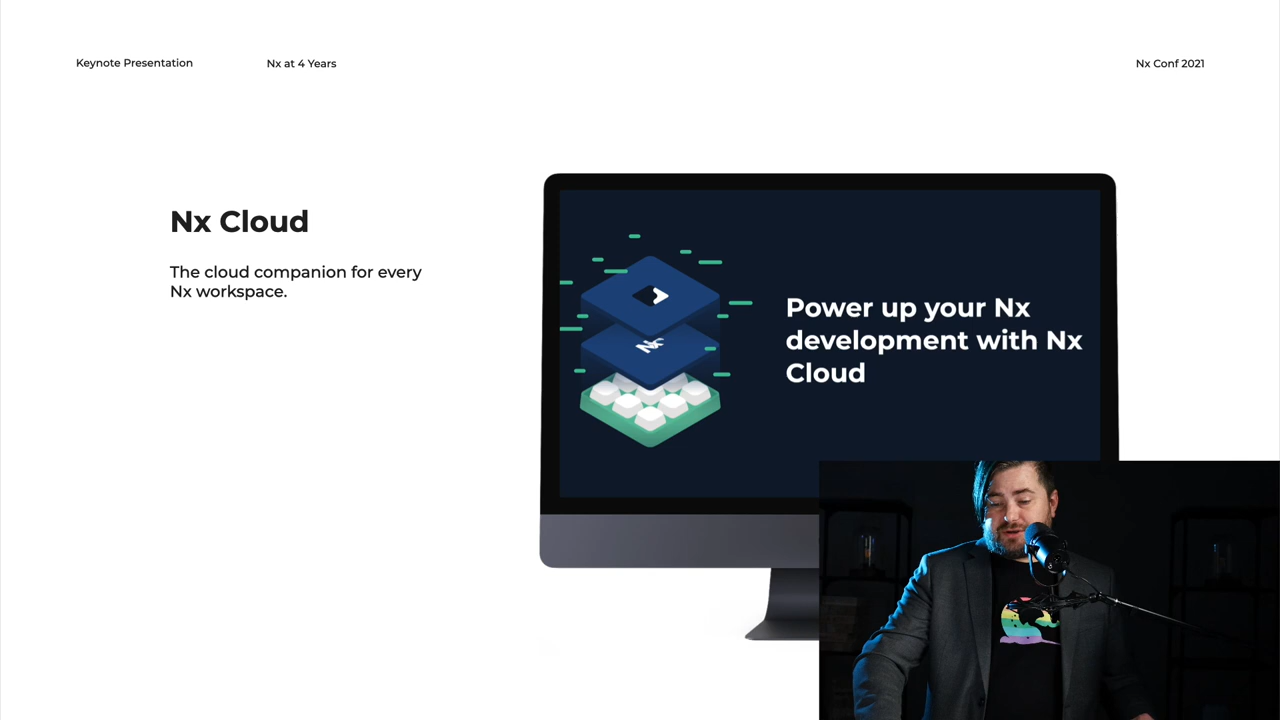 Keynote Presentation
Nx at 4 Years
Nx Conf 2021
Nx Cloud
The cloud companion for every
Nx workspace.
Power up your Nx
development with Nx
Cloud